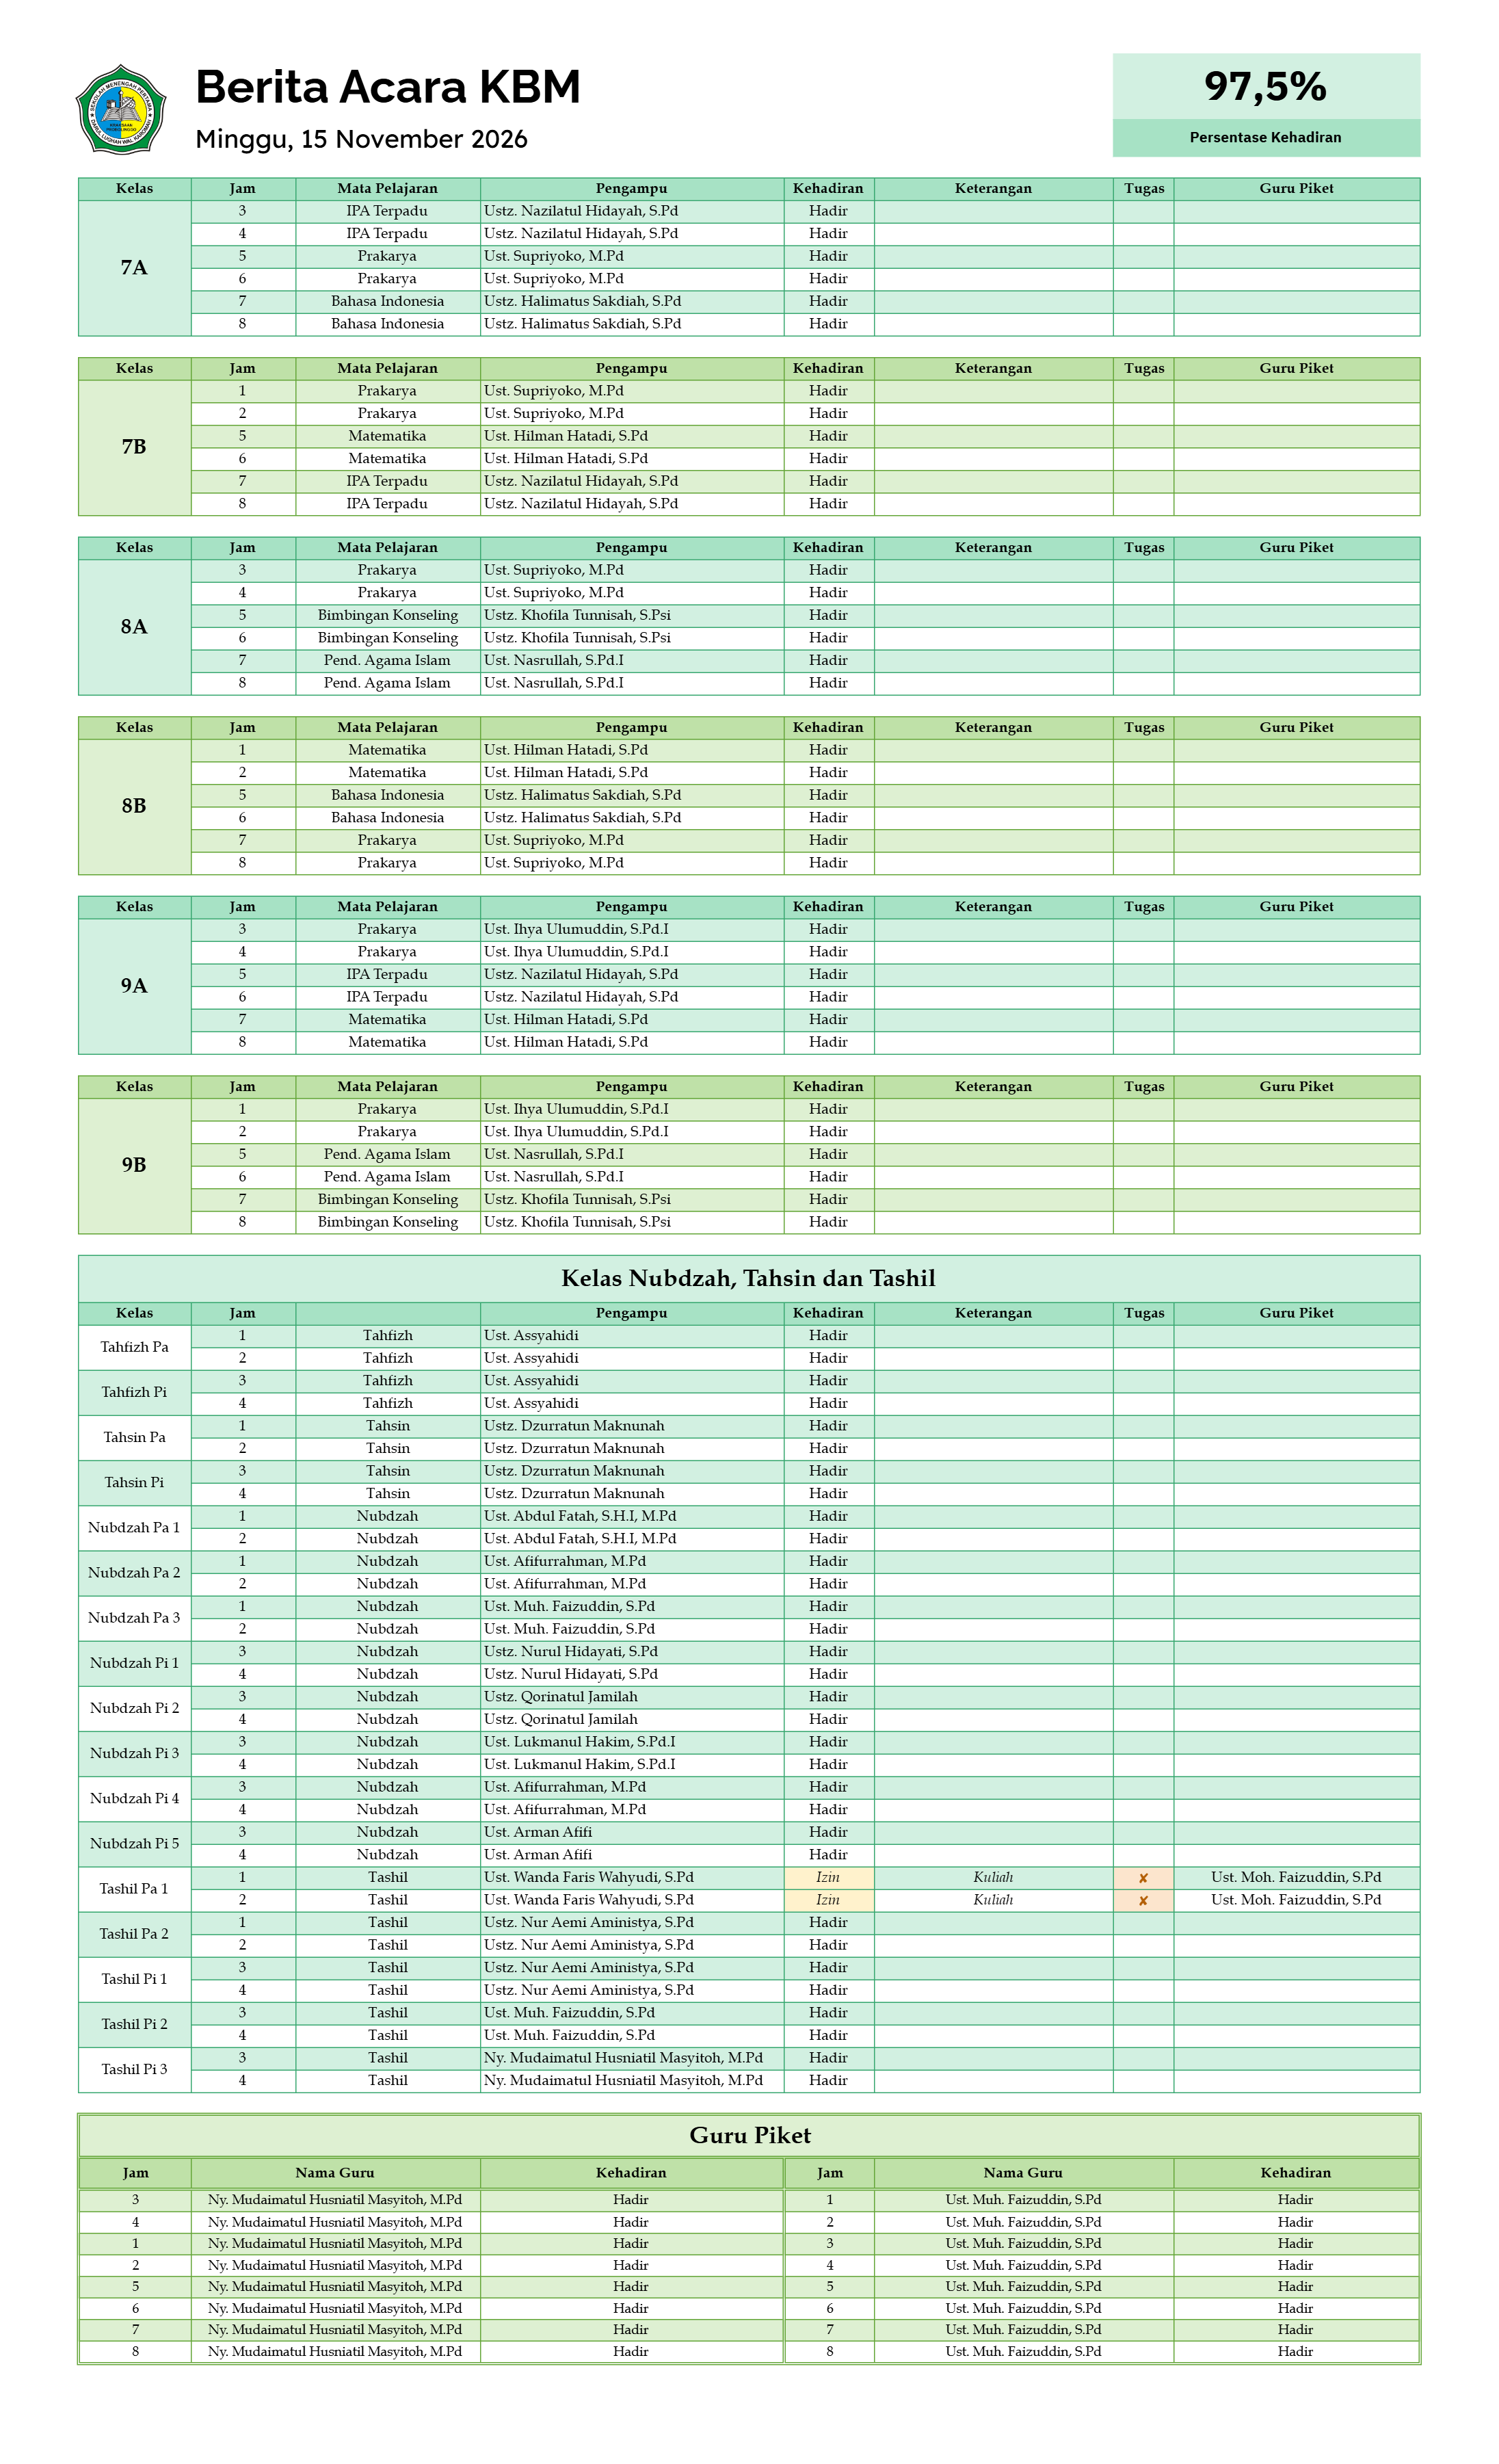 Berita Acara KBM
Minggu, 15 November 2026
97,5%
Persentase Kehadiran
SEKOLAH MENENGAH PERTAMA
DARUL LUGHAH WAL KAROMAH
KRAKSAAN
PROBOLINGGO
Kelas Jam Mata Pelajaran Pengampu Kehadiran Keterangan Tugas Guru Piket
7A
3 IPA Terpadu Ustz. Nazilatul Hidayah, S.Pd Hadir
4 IPA Terpadu Ustz. Nazilatul Hidayah, S.Pd Hadir
5 Prakarya Ust. Supriyoko, M.Pd Hadir
6 Prakarya Ust. Supriyoko, M.Pd Hadir
7 Bahasa Indonesia Ustz. Halimatus Sakdiah, S.Pd Hadir
8 Bahasa Indonesia Ustz. Halimatus Sakdiah, S.Pd Hadir
Kelas Jam Mata Pelajaran Pengampu Kehadiran Keterangan Tugas Guru Piket
7B
1 Prakarya Ust. Supriyoko, M.Pd Hadir
2 Prakarya Ust. Supriyoko, M.Pd Hadir
5 Matematika Ust. Hilman Hatadi, S.Pd Hadir
6 Matematika Ust. Hilman Hatadi, S.Pd Hadir
7 IPA Terpadu Ustz. Nazilatul Hidayah, S.Pd Hadir
8 IPA Terpadu Ustz. Nazilatul Hidayah, S.Pd Hadir
Kelas Jam Mata Pelajaran Pengampu Kehadiran Keterangan Tugas Guru Piket
8A
3 Prakarya Ust. Supriyoko, M.Pd Hadir
4 Prakarya Ust. Supriyoko, M.Pd Hadir
5 Bimbingan Konseling Ustz. Khofila Tunnisah, S.Psi Hadir
6 Bimbingan Konseling Ustz. Khofila Tunnisah, S.Psi Hadir
7 Pend. Agama Islam Ust. Nasrullah, S.Pd.I Hadir
8 Pend. Agama Islam Ust. Nasrullah, S.Pd.I Hadir
Kelas Jam Mata Pelajaran Pengampu Kehadiran Keterangan Tugas Guru Piket
8B
1 Matematika Ust. Hilman Hatadi, S.Pd Hadir
2 Matematika Ust. Hilman Hatadi, S.Pd Hadir
5 Bahasa Indonesia Ustz. Halimatus Sakdiah, S.Pd Hadir
6 Bahasa Indonesia Ustz. Halimatus Sakdiah, S.Pd Hadir
7 Prakarya Ust. Supriyoko, M.Pd Hadir
8 Prakarya Ust. Supriyoko, M.Pd Hadir
Kelas Jam Mata Pelajaran Pengampu Kehadiran Keterangan Tugas Guru Piket
9A
3 Prakarya Ust. Ihya Ulumuddin, S.Pd.I Hadir
4 Prakarya Ust. Ihya Ulumuddin, S.Pd.I Hadir
5 IPA Terpadu Ustz. Nazilatul Hidayah, S.Pd Hadir
6 IPA Terpadu Ustz. Nazilatul Hidayah, S.Pd Hadir
7 Matematika Ust. Hilman Hatadi, S.Pd Hadir
8 Matematika Ust. Hilman Hatadi, S.Pd Hadir
Kelas Jam Mata Pelajaran Pengampu Kehadiran Keterangan Tugas Guru Piket
9B
1 Prakarya Ust. Ihya Ulumuddin, S.Pd.I Hadir
2 Prakarya Ust. Ihya Ulumuddin, S.Pd.I Hadir
5 Pend. Agama Islam Ust. Nasrullah, S.Pd.I Hadir
6 Pend. Agama Islam Ust. Nasrullah, S.Pd.I Hadir
7 Bimbingan Konseling Ustz. Khofila Tunnisah, S.Psi Hadir
8 Bimbingan Konseling Ustz. Khofila Tunnisah, S.Psi Hadir
Kelas Nubdzah, Tahsin dan Tashil
Kelas Jam Pengampu Kehadiran Keterangan Tugas Guru Piket
Tahfizh Pa
1 Tahfizh Ust. Assyahidi Hadir
2 Tahfizh Ust. Assyahidi Hadir
Tahfizh Pi
3 Tahfizh Ust. Assyahidi Hadir
4 Tahfizh Ust. Assyahidi Hadir
Tahsin Pa
1 Tahsin Ustz. Dzurratun Maknunah Hadir
2 Tahsin Ustz. Dzurratun Maknunah Hadir
Tahsin Pi
3 Tahsin Ustz. Dzurratun Maknunah Hadir
4 Tahsin Ustz. Dzurratun Maknunah Hadir
Nubdzah Pa 1
1 Nubdzah Ust. Abdul Fatah, S.H.I, M.Pd Hadir
2 Nubdzah Ust. Abdul Fatah, S.H.I, M.Pd Hadir
Nubdzah Pa 2
1 Nubdzah Ust. Afifurrahman, M.Pd Hadir
2 Nubdzah Ust. Afifurrahman, M.Pd Hadir
Nubdzah Pa 3
1 Nubdzah Ust. Muh. Faizuddin, S.Pd Hadir
2 Nubdzah Ust. Muh. Faizuddin, S.Pd Hadir
Nubdzah Pi 1
3 Nubdzah Ustz. Nurul Hidayati, S.Pd Hadir
4 Nubdzah Ustz. Nurul Hidayati, S.Pd Hadir
Nubdzah Pi 2
3 Nubdzah Ustz. Qorinatul Jamilah Hadir
4 Nubdzah Ustz. Qorinatul Jamilah Hadir
Nubdzah Pi 3
3 Nubdzah Ust. Lukmanul Hakim, S.Pd.I Hadir
4 Nubdzah Ust. Lukmanul Hakim, S.Pd.I Hadir
Nubdzah Pi 4
3 Nubdzah Ust. Afifurrahman, M.Pd Hadir
4 Nubdzah Ust. Afifurrahman, M.Pd Hadir
Nubdzah Pi 5
3 Nubdzah Ust. Arman Afifi Hadir
4 Nubdzah Ust. Arman Afifi Hadir
Tashil Pa 1
1 Tashil Ust. Wanda Faris Wahyudi, S.Pd Izin Kuliah ✘ Ust. Moh. Faizuddin, S.Pd
2 Tashil Ust. Wanda Faris Wahyudi, S.Pd Izin Kuliah ✘ Ust. Moh. Faizuddin, S.Pd
Tashil Pa 2
1 Tashil Ustz. Nur Aemi Aministya, S.Pd Hadir
2 Tashil Ustz. Nur Aemi Aministya, S.Pd Hadir
Tashil Pi 1
3 Tashil Ustz. Nur Aemi Aministya, S.Pd Hadir
4 Tashil Ustz. Nur Aemi Aministya, S.Pd Hadir
Tashil Pi 2
3 Tashil Ust. Muh. Faizuddin, S.Pd Hadir
4 Tashil Ust. Muh. Faizuddin, S.Pd Hadir
Tashil Pi 3
3 Tashil Ny. Mudaimatul Husniatil Masyitoh, M.Pd Hadir
4 Tashil Ny. Mudaimatul Husniatil Masyitoh, M.Pd Hadir
Guru Piket
Jam Nama Guru Kehadiran Jam Nama Guru Kehadiran
3 Ny. Mudaimatul Husniatil Masyitoh, M.Pd Hadir 1 Ust. Muh. Faizuddin, S.Pd Hadir
4 Ny. Mudaimatul Husniatil Masyitoh, M.Pd Hadir 2 Ust. Muh. Faizuddin, S.Pd Hadir
1 Ny. Mudaimatul Husniatil Masyitoh, M.Pd Hadir 3 Ust. Muh. Faizuddin, S.Pd Hadir
2 Ny. Mudaimatul Husniatil Masyitoh, M.Pd Hadir 4 Ust. Muh. Faizuddin, S.Pd Hadir
5 Ny. Mudaimatul Husniatil Masyitoh, M.Pd Hadir 5 Ust. Muh. Faizuddin, S.Pd Hadir
6 Ny. Mudaimatul Husniatil Masyitoh, M.Pd Hadir 6 Ust. Muh. Faizuddin, S.Pd Hadir
7 Ny. Mudaimatul Husniatil Masyitoh, M.Pd Hadir 7 Ust. Muh. Faizuddin, S.Pd Hadir
8 Ny. Mudaimatul Husniatil Masyitoh, M.Pd Hadir 8 Ust. Muh. Faizuddin, S.Pd Hadir